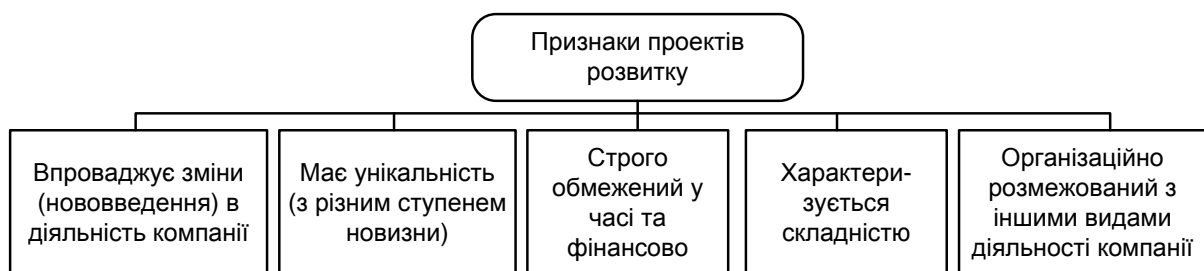 Признаки проектів
розвитку
Впроваджує зміни
(нововведення) в
діяльність компанії
Має унікальність
(з різним ступенем
новизни)
Строго
обмежений у
часі та
фінансово
Характери-
зується
складністю
Організаційно
розмежований з
іншими видами
діяльності компанії